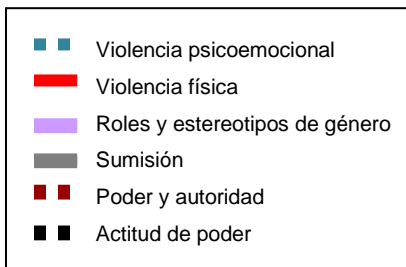 Violencia psicoemocional
Violencia física
Roles y estereotipos de género
Sumisión
Poder y autoridad
Actitud de poder